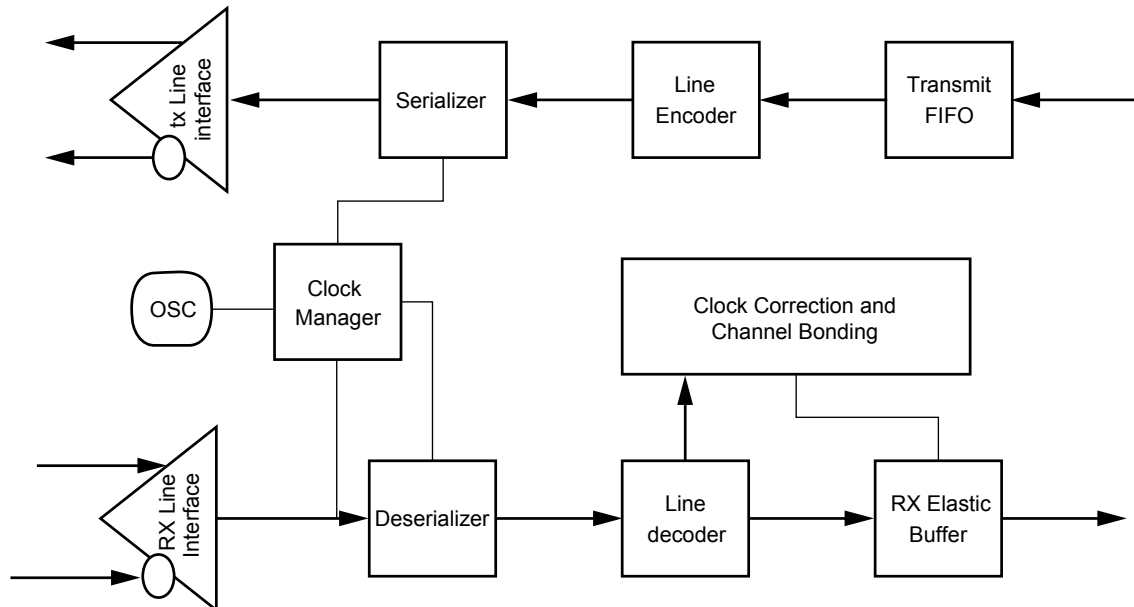 tx Line
interface
Serializer
Line
Encoder
Transmit
FIFO
OSC
Clock
Manager
Clock Correction and
Channel Bonding
RX Line
Interface
Deserializer
Line
decoder
RX Elastic
Buffer